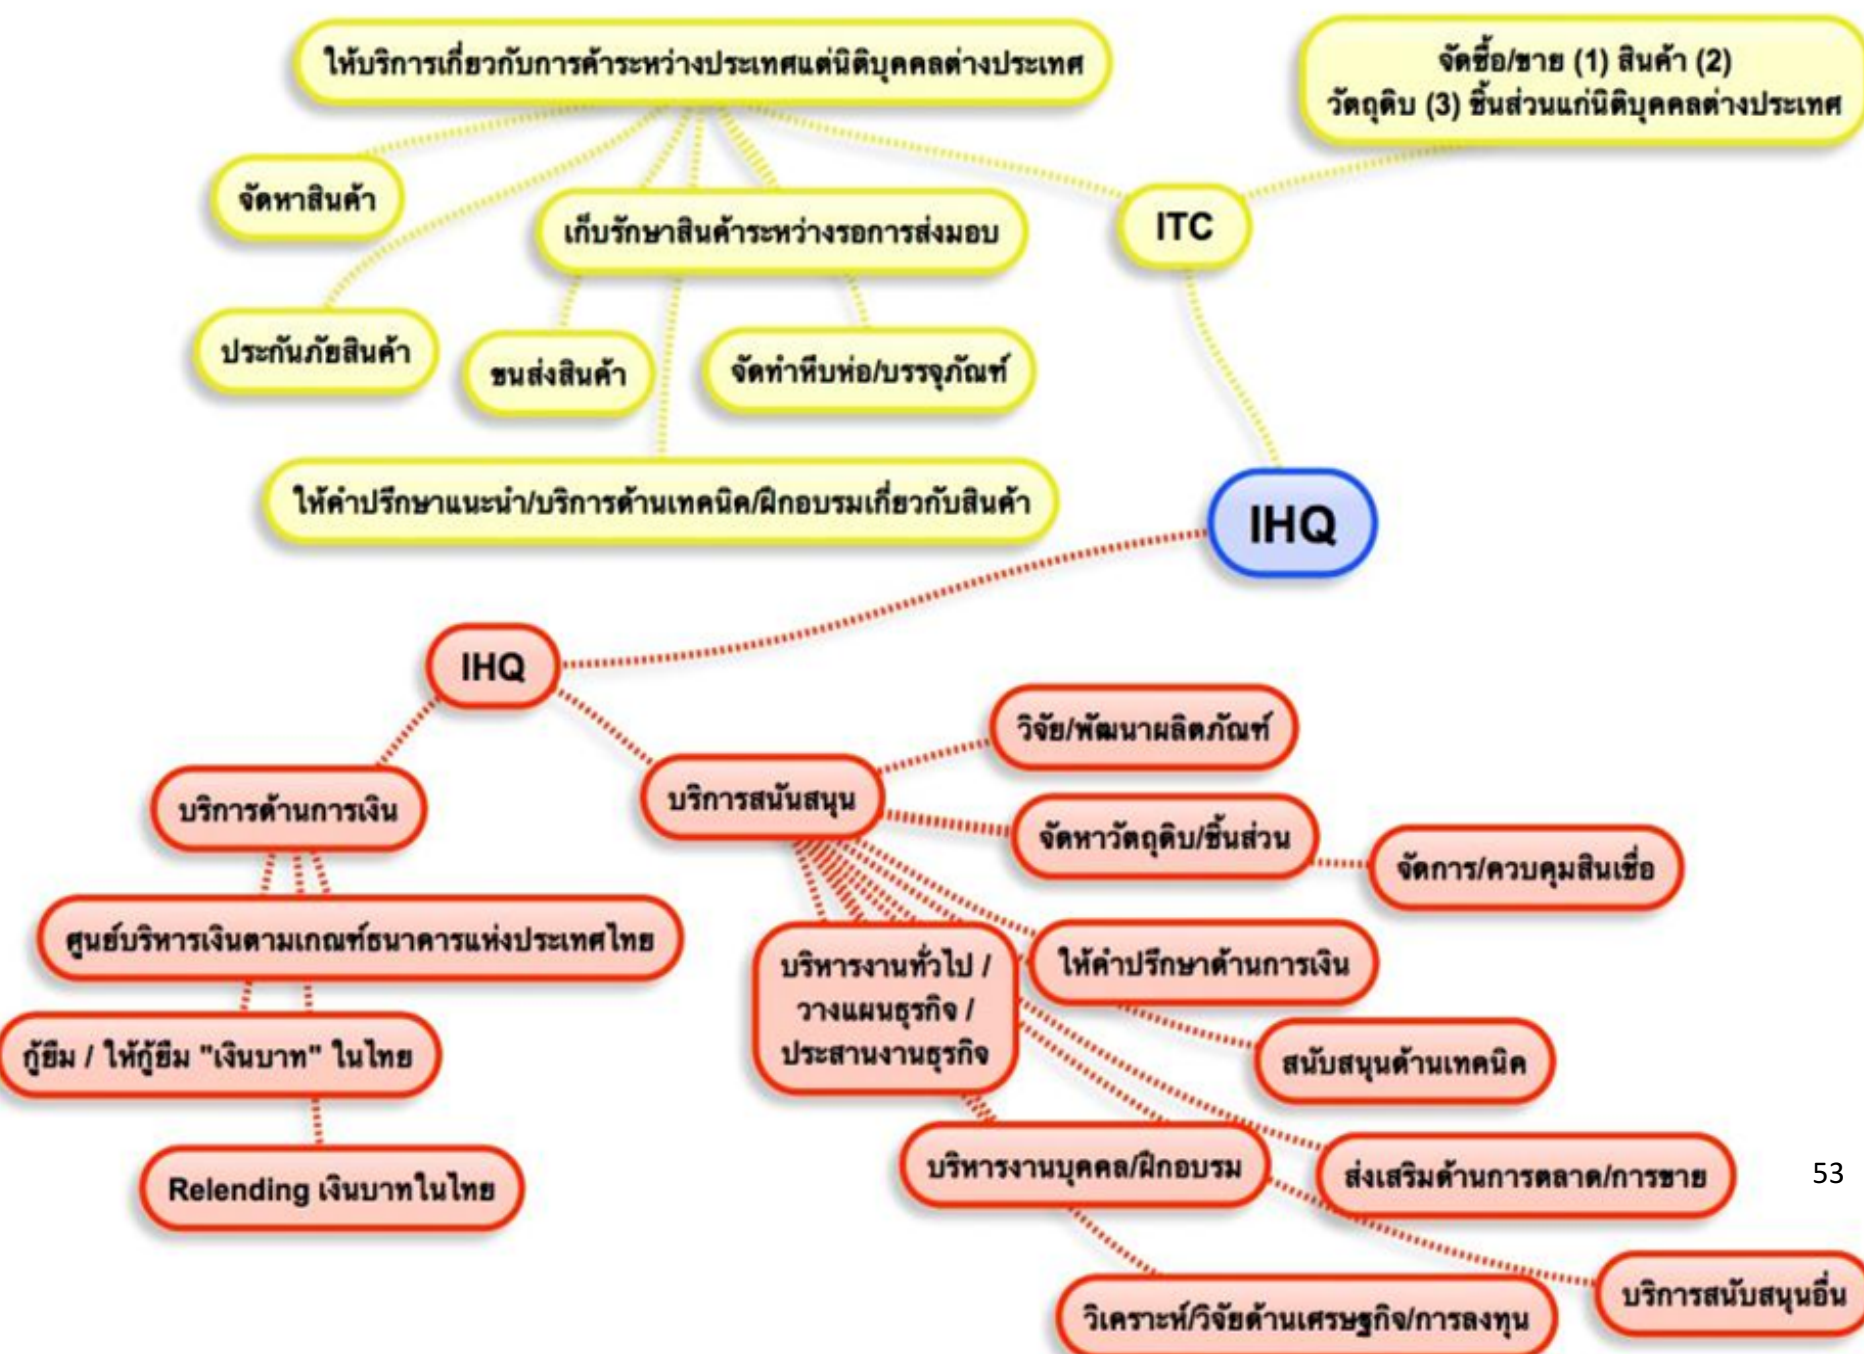 ให้บริการเกี่ยวกับการค้าระหว่างประเทศแต่นิติบุคคลต่างประเทศ
จัดซื้อ/ขาย (1) สินค้า (2)
วัตถุดิบ (3) ชิ้นส่วนแก่นิติบุคคลต่างประเทศ
จัดหาสินค้า
เก็บรักษาสินค้าระหว่างรอการส่งมอบ
ITC
ประกันภัยสินค้า
ขนส่งสินค้า
จัดทำหีบห่อ/บรรจุภัณฑ์
ให้คำปรึกษาแนะนำ/บริการด้านเทคนิค/ฝึกอบรมเกี่ยวกับสินค้า
IHQ
IHQ
บริการด้านการเงิน
บริการสนันสนุน
วิจัย/พัฒนาผลิตภัณฑ์
จัดหาวัตถุดิบ/ชิ้นส่วน
จัดการ/ควบคุมสินเชื่อ
ศูนย์บริหารเงินตามเกณฑ์ธนาคารแห่งประเทศไทย
บริหารงานทั่วไป /
วางแผนธุรกิจ /
ประสานงานธุรกิจ
ให้คำปรึกษาด้านการเงิน
กู้ยืม / ให้กู้ยืม "เงินบาท" ในไทย
สนับสนุนด้านเทคนิค
Relending เงินบาทในไทย
บริหารงานบุคคล/ฝึกอบรม
ส่งเสริมด้านการตลาด/การขาย
53
บริการสนับสนุนอื่น
วิเคราะห์/วิจัยด้านเศรษฐกิจ/การลงทุน